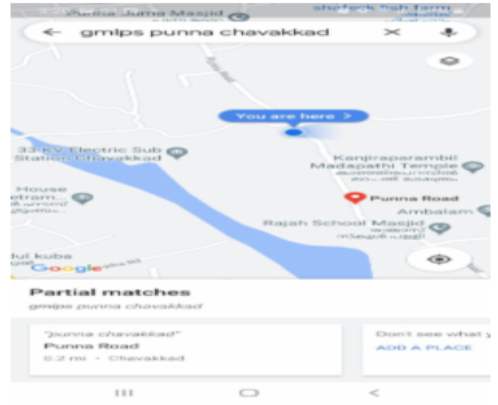 Punna Juma Masjid
shafeek fish farm
gmlps punna chavakkad
You are here >
33 KV Electric Sub
Station Chavakkad
Kanjiraparambil
Madapathi Temple
House
Punna Road
Ambalam
Rajah School Masjid
dul kuba
Google
Partial matches
gmlps punna chavakkad
"punna chavakkad"
Punna Road
0.2 mi · Chavakkad
Don't see what y
ADD A PLACE